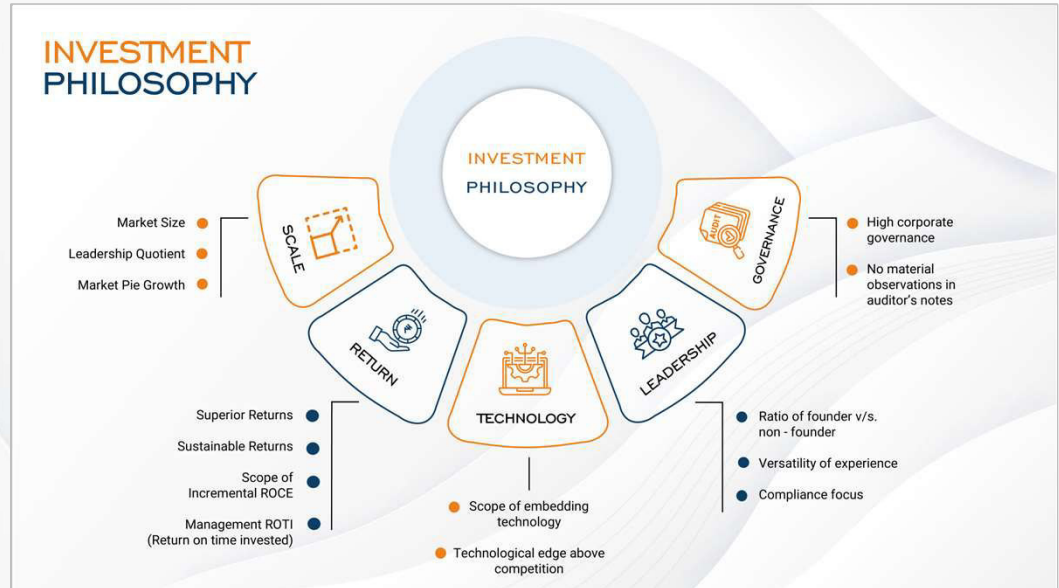 INVESTMENT
PHILOSOPHY
INVESTMENT
PHILOSOPHY
SCALE
Market Size
Leadership Quotient
Market Pie Growth
RETURN
₹
Superior Returns
Sustainable Returns
Scope of
Incremental ROCE
Management ROTI
(Return on time invested)
TECHNOLOGY
Scope of embedding
technology
Technological edge above
competition
LEADERSHIP
Ratio of founder v/s.
non - founder
Versatility of experience
Compliance focus
GOVERNANCE
AUDIT
High corporate
governance
No material
observations in
auditor's notes